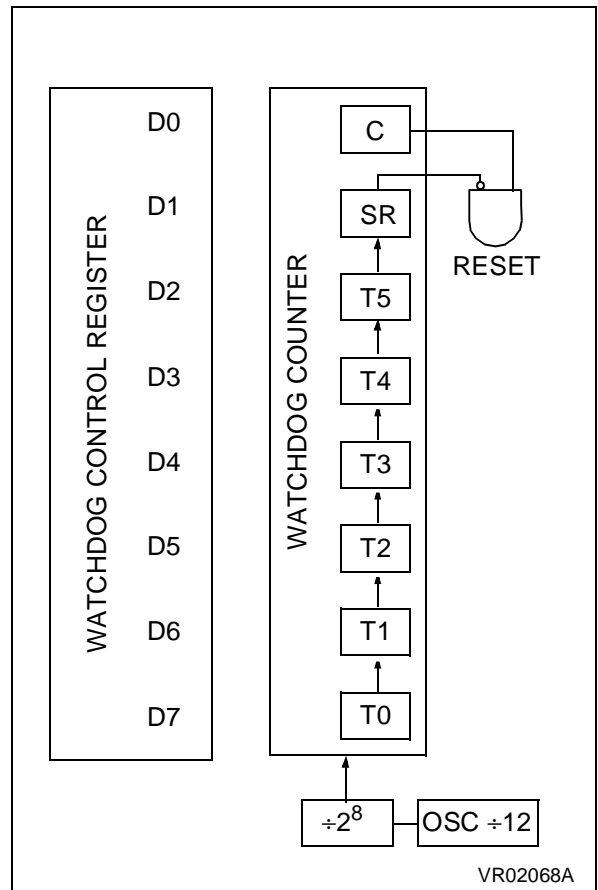 WATCHDOG CONTROL REGISTER
D0
D1
D2
D3
D4
D5
D6
D7
WATCHDOG COUNTER
C
SR
T5
T4
T3
T2
T1
T0
RESET
÷2⁸
OSC ÷12
VR02068A